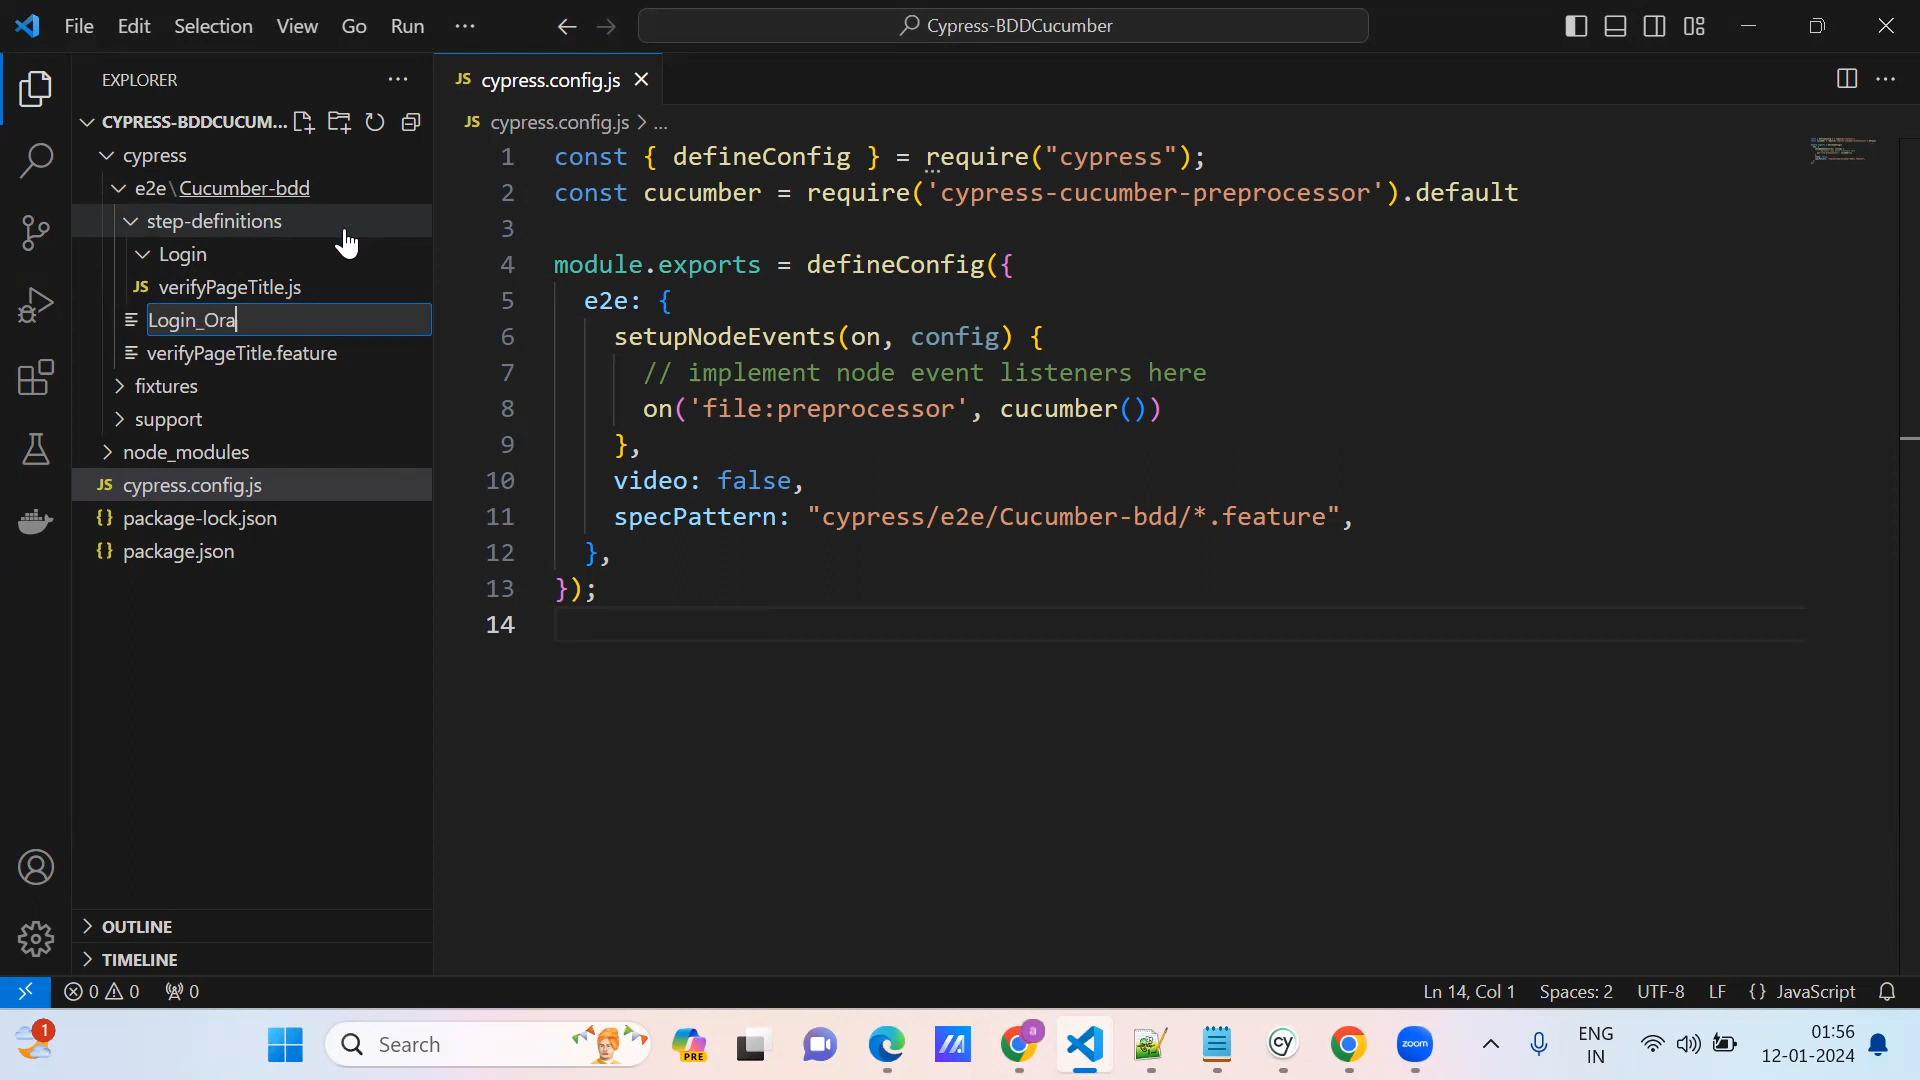 File Edit Selection View Go Run ··· Cypress-BDDCucumber
EXPLORER ···
JS cypress.config.js
CYPRESS-BDDCUCUM...
JS cypress.config.js > ...
cypress
e2e\Cucumber-bdd
step-definitions
Login
JS verifyPageTitle.js
Login_Ora
verifyPageTitle.feature
fixtures
support
node_modules
JS cypress.config.js
{} package-lock.json
{} package.json
OUTLINE
TIMELINE
1 const { defineConfig } = require("cypress");
2 const cucumber = require('cypress-cucumber-preprocessor').default
3
4 module.exports = defineConfig({
5 e2e: {
6 setupNodeEvents(on, config) {
7 // implement node event listeners here
8 on('file:preprocessor', cucumber())
9 },
10 video: false,
11 specPattern: "cypress/e2e/Cucumber-bdd/*.feature",
12 },
13 });
14
0 0 0 Ln 14, Col 1 Spaces: 2 UTF-8 LF {} JavaScript
1 Search PRE a cy zoom ENG IN 01:56 12-01-2024